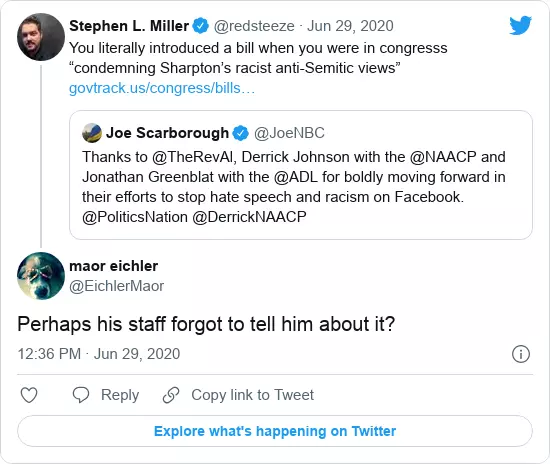 Stephen L. Miller @redsteeze · Jun 29, 2020
You literally introduced a bill when you were in congresss
“condemning Sharpton’s racist anti-Semitic views”
govtrack.us/congress/bills…
Joe Scarborough @JoeNBC
Thanks to @TheRevAl, Derrick Johnson with the @NAACP and
Jonathan Greenblat with the @ADL for boldly moving forward in
their efforts to stop hate speech and racism on Facebook.
@PoliticsNation @DerrickNAACP
maor eichler
@EichlerMaor
Perhaps his staff forgot to tell him about it?
12:36 PM · Jun 29, 2020
Reply Copy link to Tweet
Explore what's happening on Twitter